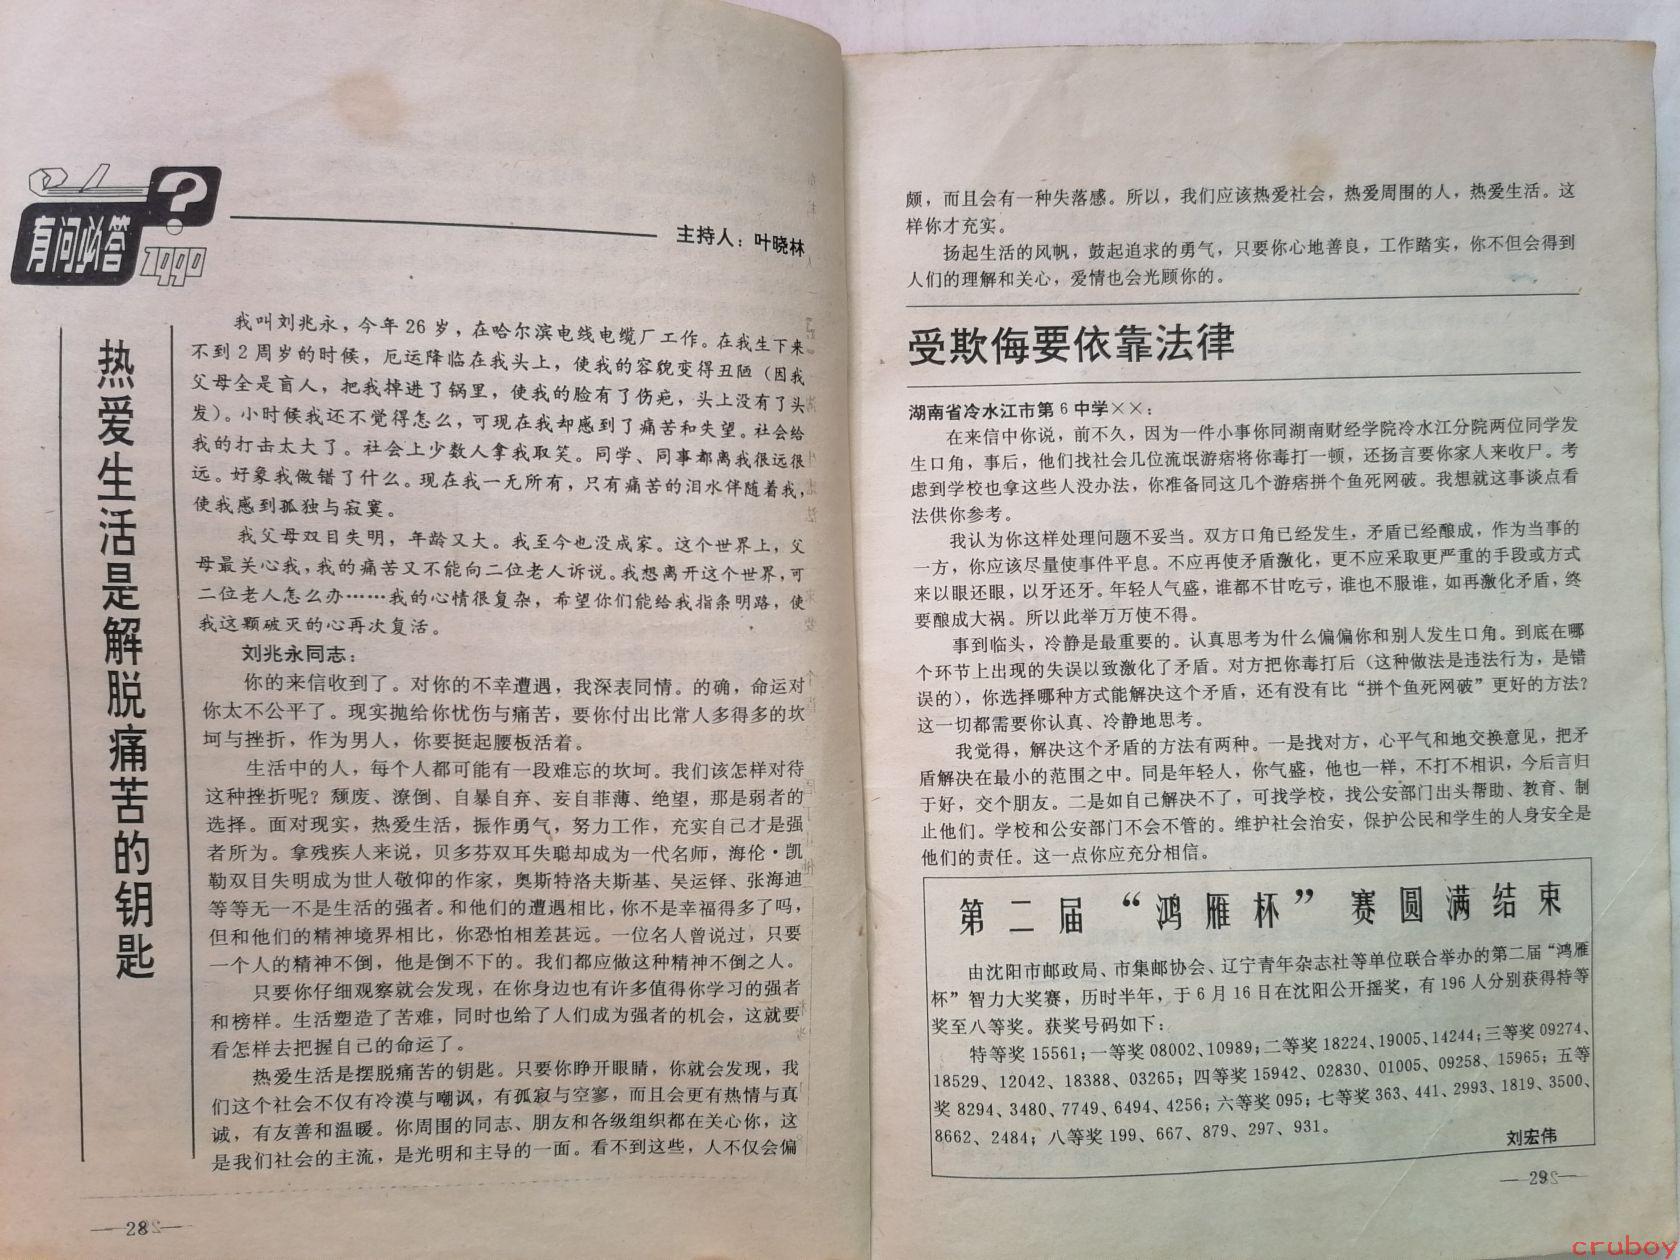 有问必答
?
1990
主持人：叶晓林
热爱生活是解脱痛苦的钥匙
我叫刘兆永，今年26岁，在哈尔滨电线电缆厂工作。在我生下来
不到2周岁的时候，厄运降临在我头上，使我的容貌变得丑陋（因我
父母全是盲人，把我掉进了锅里，使我的脸有了伤疤，头上没有了头
发）。小时候我还不觉得怎么，可现在我却感到了痛苦和失望。社会给
我的打击太大了。社会上少数人拿我取笑。同学、同事都离我很远很
远。好象我做错了什么。现在我一无所有，只有痛苦的泪水伴随着我，
使我感到孤独与寂寞。
我父母双目失明，年龄又大。我至今也没成家。这个世界上，父
母最关心我，我的痛苦又不能向二位老人诉说。我想离开这个世界，可
二位老人怎么办……我的心情很复杂，希望你们能给我指条明路，使
我这颗破灭的心再次复活。
刘兆永同志：
你的来信收到了。对你的不幸遭遇，我深表同情。的确，命运对
你太不公平了。现实抛给你忧伤与痛苦，要你付出比常人多得多的坎
坷与挫折，作为男人，你要挺起腰板活着。
生活中的人，每个人都可能有一段难忘的坎坷。我们该怎样对待
这种挫折呢？颓废、潦倒、自暴自弃、妄自菲薄、绝望，那是弱者的
选择。面对现实，热爱生活，振作勇气，努力工作，充实自己才是强
者所为。拿残疾人来说，贝多芬双耳失聪却成为一代名师，海伦·凯
勒双目失明成为世人敬仰的作家，奥斯特洛夫斯基、吴运铎、张海迪
等等无一不是生活的强者。和他们的遭遇相比，你不是幸福得多了吗，
但和他们的精神境界相比，你恐怕相差甚远。一位名人曾说过，只要
一个人的精神不倒，他是倒不下的。我们都应做这种精神不倒之人。
只要你仔细观察就会发现，在你身边也有许多值得你学习的强者
和榜样。生活塑造了苦难，同时也给了人们成为强者的机会，这就要
看怎样去把握自己的命运了。
热爱生活是摆脱痛苦的钥匙。只要你睁开眼睛，你就会发现，我
们这个社会不仅有冷漠与嘲讽，有孤寂与空寥，而且会更有热情与真
诚，有友善和温暖。你周围的同志、朋友和各级组织都在关心你，这
是我们社会的主流，是光明和主导的一面。看不到这些，人不仅会偏
—28—
颇，而且会有一种失落感。所以，我们应该热爱社会，热爱周围的人，热爱生活。这
样你才充实。
扬起生活的风帆，鼓起追求的勇气，只要你心地善良，工作踏实，你不但会得到
人们的理解和关心，爱情也会光顾你的。
受欺侮要依靠法律
湖南省冷水江市第6中学××：
在来信中你说，前不久，因为一件小事你同湖南财经学院冷水江分院两位同学发
生口角，事后，他们找社会几位流氓游痞将你毒打一顿，还扬言要你家人来收尸。考
虑到学校也拿这些人没办法，你准备同这几个游痞拼个鱼死网破。我想就这事谈点看
法供你参考。
我认为你这样处理问题不妥当。双方口角已经发生，矛盾已经酿成，作为当事的
一方，你应该尽量使事件平息。不应再使矛盾激化，更不应采取更严重的手段或方式
来以眼还眼，以牙还牙。年轻人气盛，谁都不甘吃亏，谁也不服谁，如再激化矛盾，终
要酿成大祸。所以此举万万使不得。
事到临头，冷静是最重要的。认真思考为什么偏偏你和别人发生口角。到底在哪
个环节上出现的失误以致激化了矛盾。对方把你毒打后（这种做法是违法行为，是错
误的），你选择哪种方式能解决这个矛盾，还有没有比“拼个鱼死网破”更好的方法？
这一切都需要你认真、冷静地思考。
我觉得，解决这个矛盾的方法有两种。一是找对方，心平气和地交换意见，把矛
盾解决在最小的范围之中。同是年轻人，你气盛，他也一样，不打不相识，今后言归
于好，交个朋友。二是如自己解决不了，可找学校，找公安部门出头帮助、教育、制
止他们。学校和公安部门不会不管的。维护社会治安，保护公民和学生的人身安全是
他们的责任。这一点你应充分相信。
第二届“鸿雁杯”赛圆满结束
由沈阳市邮政局、市集邮协会、辽宁青年杂志社等单位联合举办的第二届“鸿雁
杯”智力大奖赛，历时半年，于6月16日在沈阳公开摇奖，有196人分别获得特等
奖至八等奖。获奖号码如下：
特等奖15561；一等奖08002、10989；二等奖18224、19005、14244；三等奖09274、
18529、12042、18388、03265；四等奖15942、02830、01005、09258、15965；五等
奖8294、3480、7749、6494、4256；六等奖095；七等奖363、441、2993、1819、3500、
8662、2484；八等奖199、667、879、297、931。
刘宏伟
—29—
cruboy